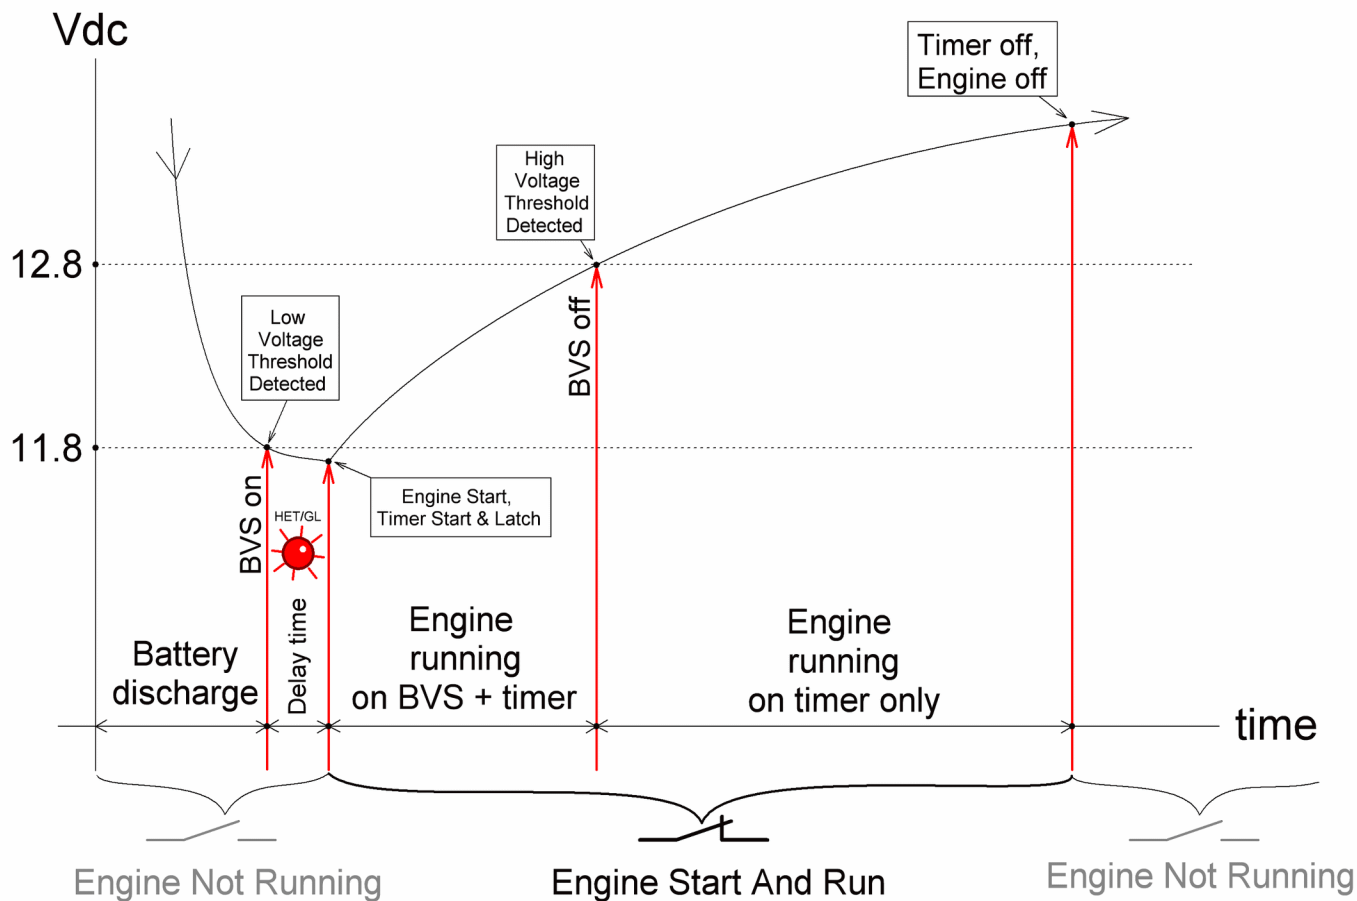 Vdc
Timer off,
Engine off
High
Voltage
Threshold
Detected
12.8
Low
Voltage
Threshold
Detected
BVS off
11.8
BVS on
HET/GL
Engine Start,
Timer Start & Latch
Delay time
Battery
discharge
Engine
running
on BVS + timer
Engine
running
on timer only
time
Engine Not Running
Engine Start And Run
Engine Not Running